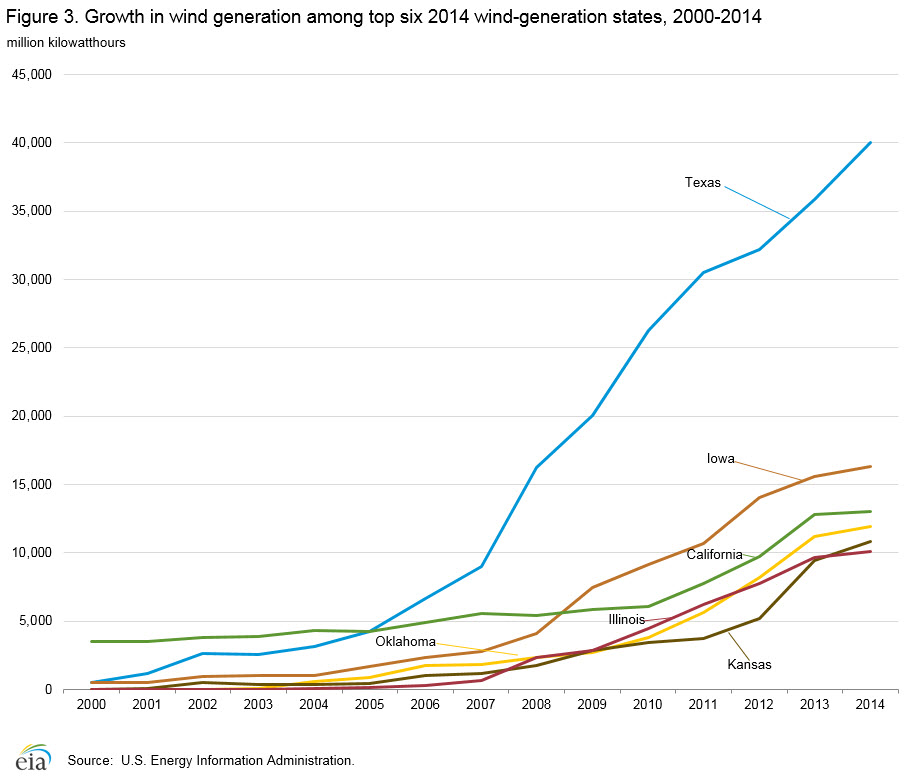 Figure 3. Growth in wind generation among top six 2014 wind-generation states, 2000-2014
million kilowatthours
45,000
40,000
Texas
35,000
30,000
25,000
20,000
Iowa
15,000
10,000
California
5,000
Illinois
Oklahoma
Kansas
0
2000 2001 2002 2003 2004 2005 2006 2007 2008 2009 2010 2011 2012 2013 2014
eia Source: U.S. Energy Information Administration.